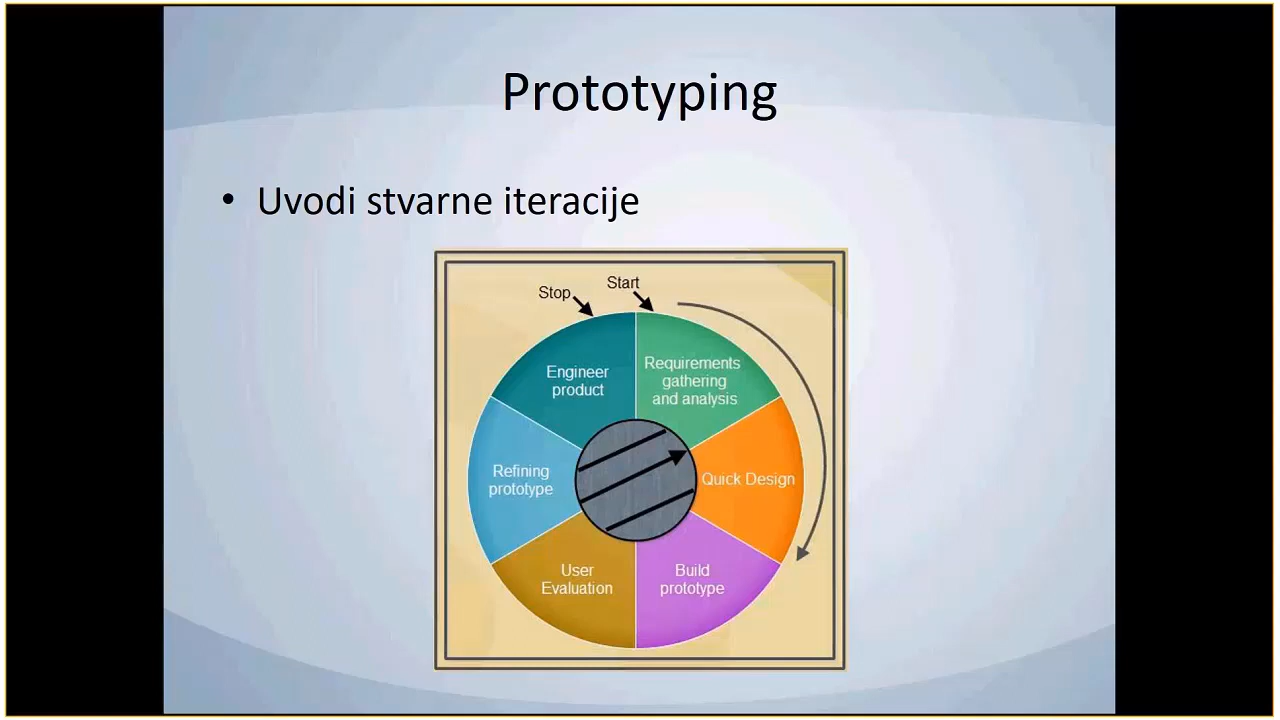 Prototyping
• Uvodi stvarne iteracije
Stop
Start
Engineer
product
Requirements
gathering
and analysis
Refining
prototype
Quick Design
User
Evaluation
Build
prototype